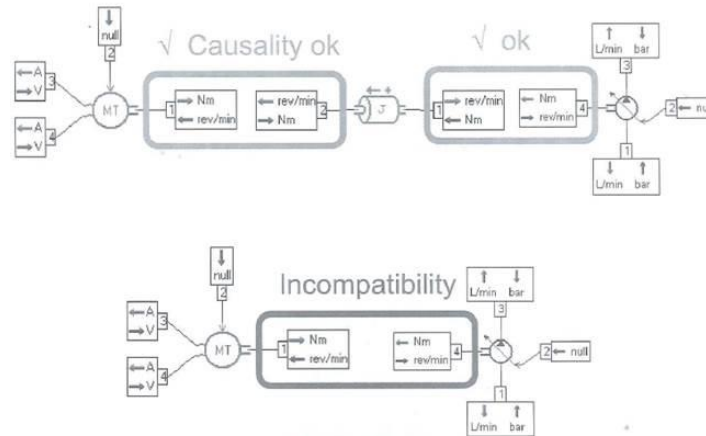 null
2
√ Causality ok
√ ok
L/min bar
3
← A
→ V
3
← A
→ V
4
MT
1
→ Nm
← rev/min
← rev/min
→ Nm
2
← +
J
1
→ rev/min
← Nm
← Nm
→ rev/min
4
2
← null
1
L/min bar
null
2
Incompatibility
L/min bar
3
← A
→ V
3
← A
→ V
4
MT
1
→ Nm
← rev/min
← Nm
→ rev/min
4
2
← null
1
L/min bar